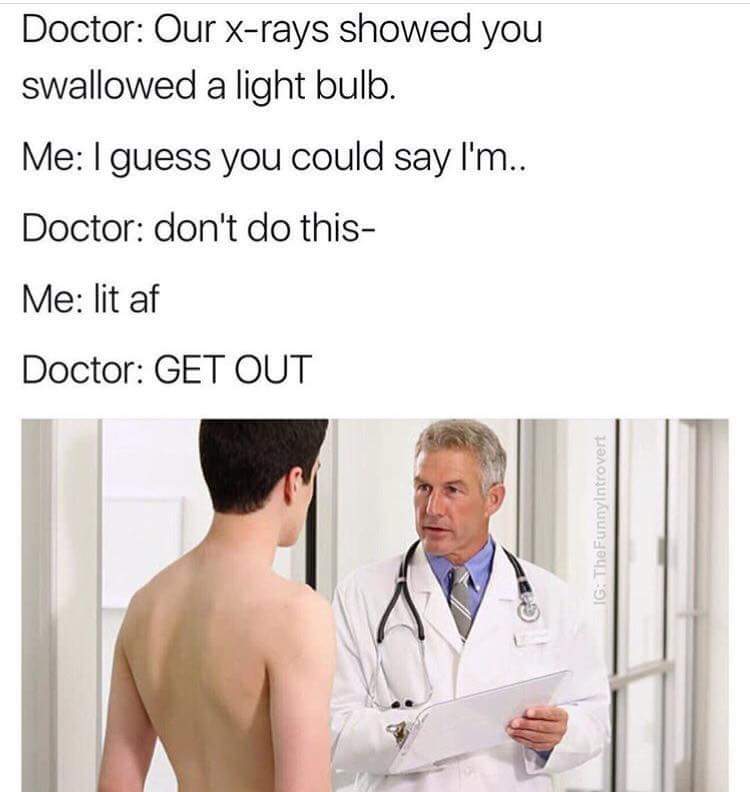 Doctor: Our x-rays showed you
swallowed a light bulb.
Me: I guess you could say I'm..
Doctor: don't do this-
Me: lit af
Doctor: GET OUT
IG: TheFunnyIntrovert